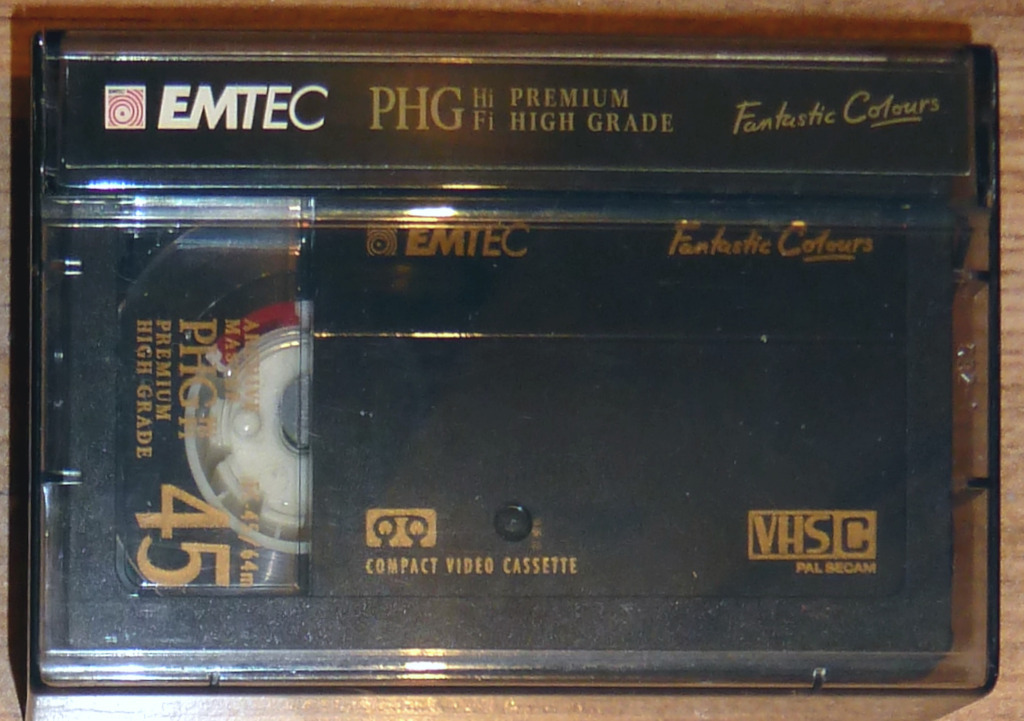 EMTEC PHG Hi Fi PREMIUM HIGH GRADE Fantastic Colours
EMTEC Fantastic Colours
PHG
PREMIUM
HIGH GRADE
45
COMPACT VIDEO CASSETTE
VHS C
PAL SECAM